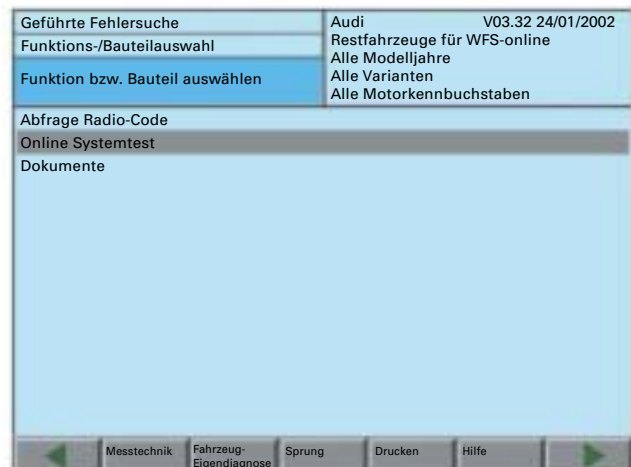 Geführte Fehlersuche
Funktions-/Bauteilauswahl
Funktion bzw. Bauteil auswählen
Audi V03.32 24/01/2002
Restfahrzeuge für WFS-online
Alle Modelljahre
Alle Varianten
Alle Motorkennbuchstaben
Abfrage Radio-Code
Online Systemtest
Dokumente
Messtechnik
Fahrzeug-
Eigendiagnose
Sprung
Drucken
Hilfe